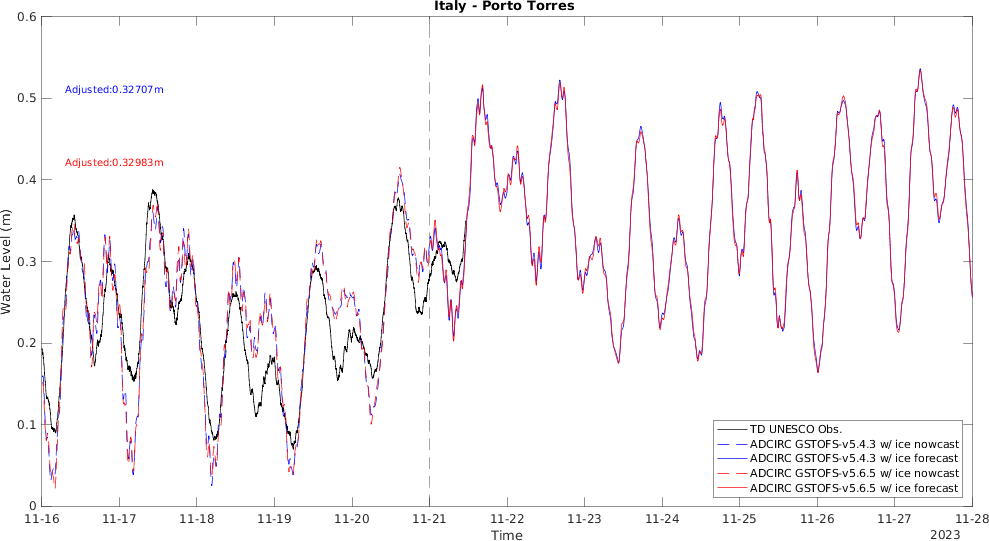 Italy - Porto Torres
Water Level (m)
0.6
0.5
0.4
0.3
0.2
0.1
0
Adjusted:0.32707m
Adjusted:0.32983m
TD UNESCO Obs.
ADCIRC GSTOFS-v5.4.3 w/ ice nowcast
ADCIRC GSTOFS-v5.4.3 w/ ice forecast
ADCIRC GSTOFS-v5.6.5 w/ ice nowcast
ADCIRC GSTOFS-v5.6.5 w/ ice forecast
11-16 11-17 11-18 11-19 11-20 11-21 11-22 11-23 11-24 11-25 11-26 11-27 11-28
Time
2023